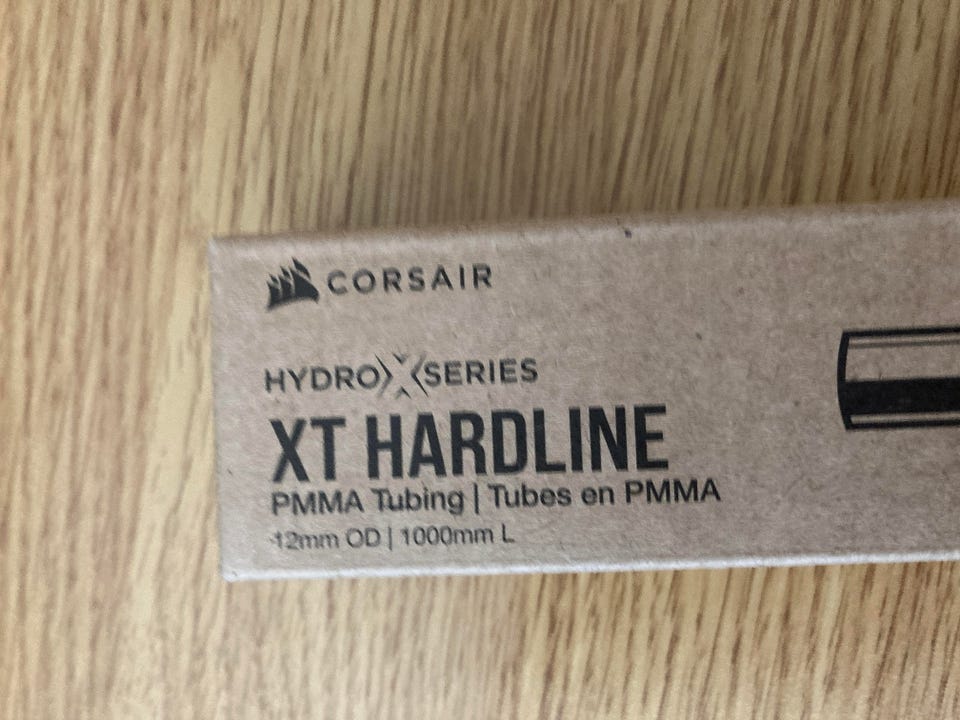 CORSAIR
HYDRO X SERIES
XT HARDLINE
PMMA Tubing | Tubes en PMMA
12mm OD | 1000mm L